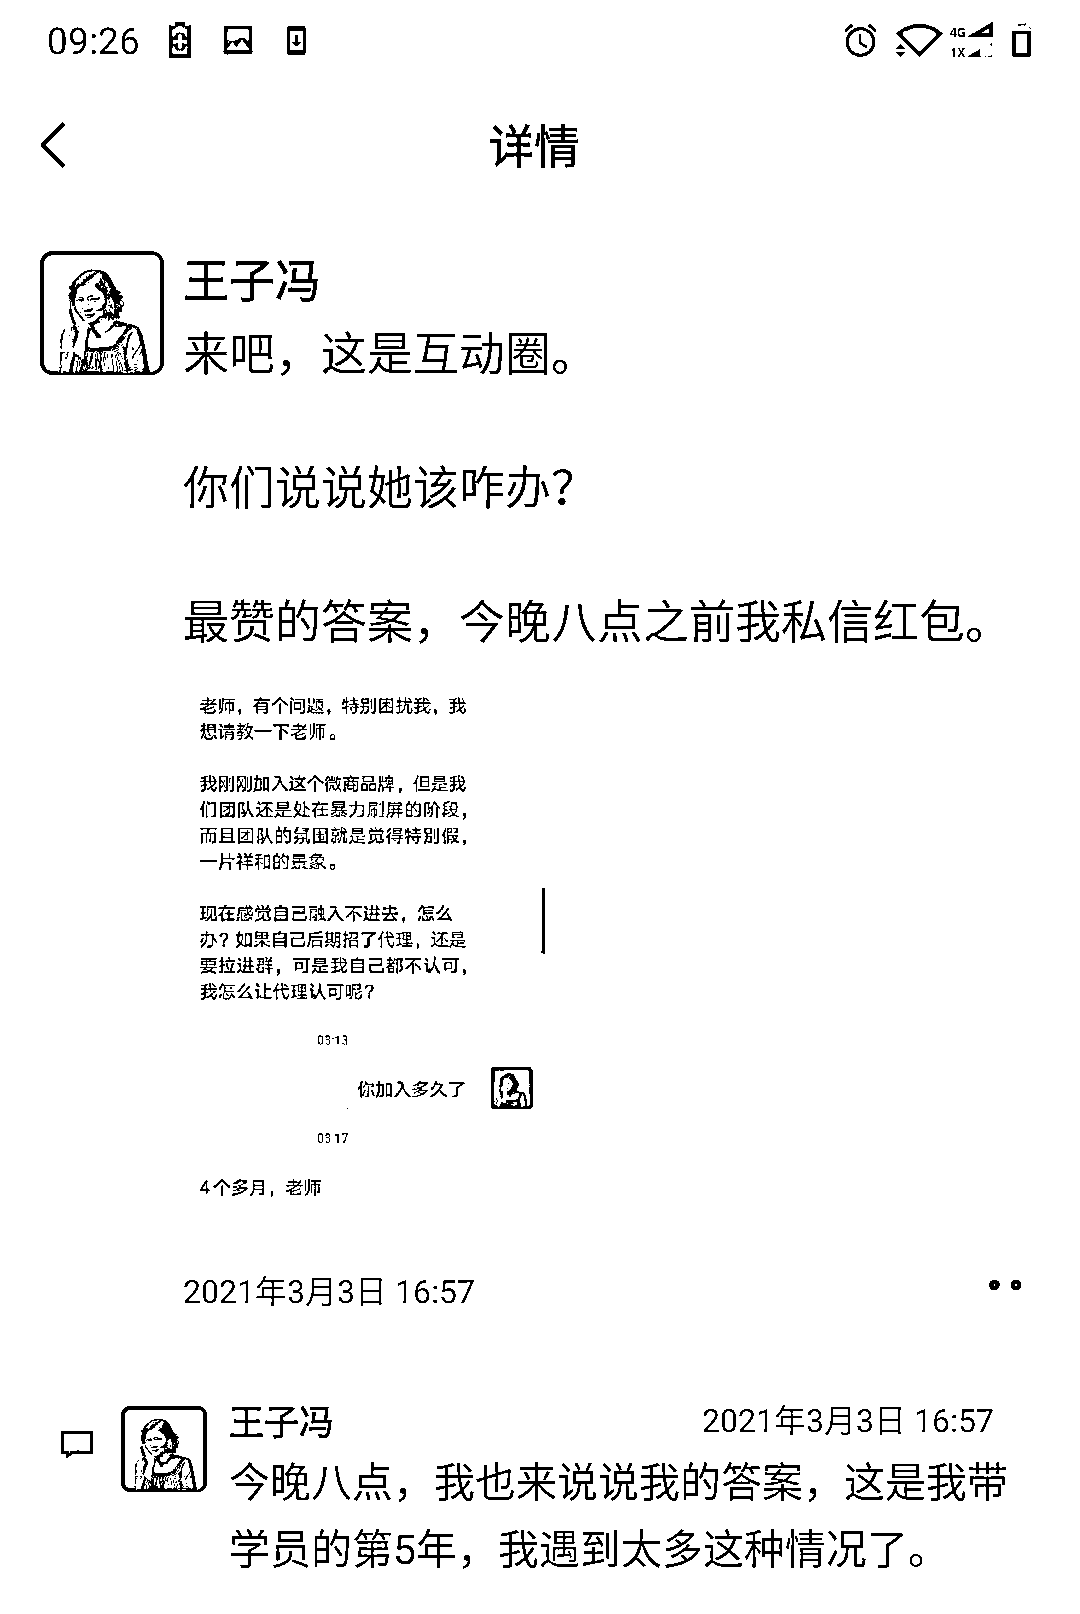 09:26
4G
1X
详情
王子冯
来吧，这是互动圈。
你们说说她该咋办？
最赞的答案，今晚八点之前我私信红包。
老师，有个问题，特别困扰我，我
想请教一下老师。
我刚刚加入这个微商品牌，但是我
们团队还是处在暴力刷屏的阶段，
而且团队的氛围就是觉得特别假，
一片祥和的景象。
现在感觉自己融入不进去，怎么
办？如果自己后期招了代理，还是
要拉进群，可是我自己都不认可，
我怎么让代理认可呢？
03:13
你加入多久了
03:17
4个多月，老师
2021年3月3日 16:57
王子冯
2021年3月3日 16:57
今晚八点，我也来说说我的答案，这是我带
学员的第5年，我遇到太多这种情况了。